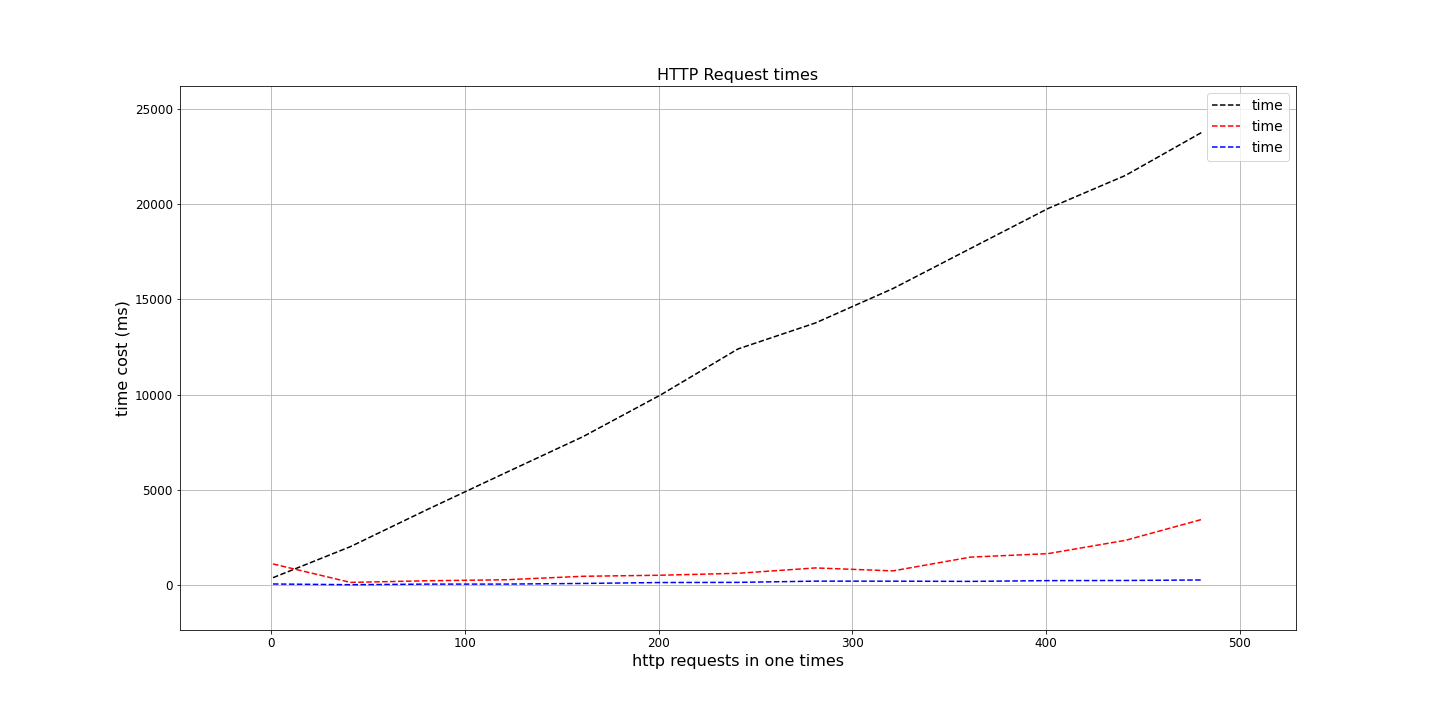 HTTP Request times
time
time
time
25000
20000
15000
10000
5000
0
time cost (ms)
0 100 200 300 400 500
http requests in one times